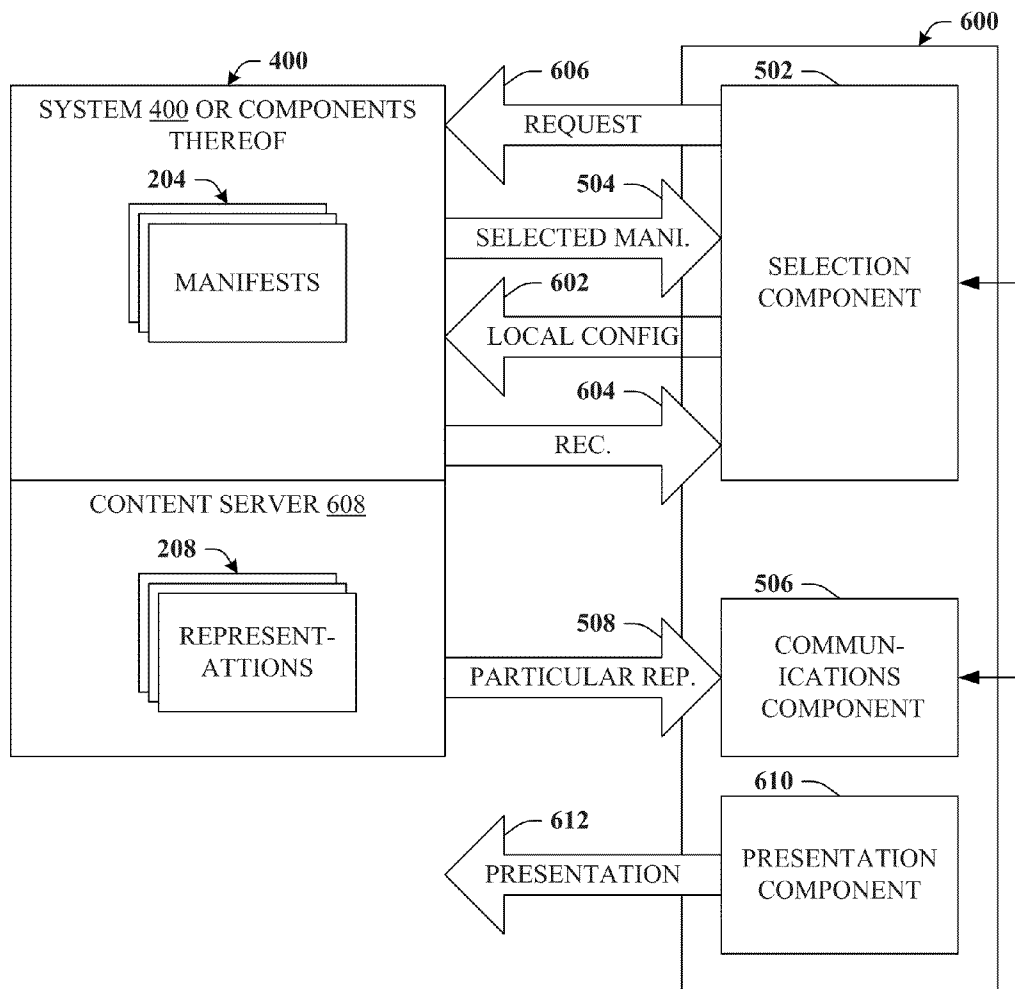 600
400
606
502
SYSTEM 400 OR COMPONENTS
THEREOF
REQUEST
204
504
MANIFESTS
SELECTED MANI.
SELECTION
COMPONENT
602
LOCAL CONFIG
604
REC.
CONTENT SERVER 608
208
506
REPRESENT-
ATTIONS
508
PARTICULAR REP.
COMMUN-
ICATIONS
COMPONENT
610
612
PRESENTATION
PRESENTATION
COMPONENT